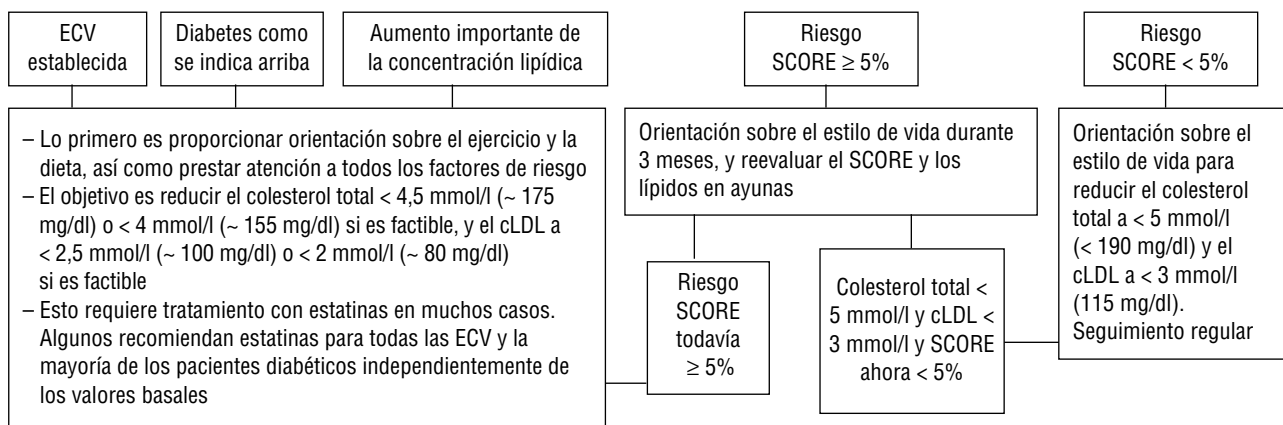 ECV
establecida
Diabetes como
se indica arriba
Aumento importante de
la concentración lipídica
Riesgo
SCORE ≥ 5%
Riesgo
SCORE < 5%
– Lo primero es proporcionar orientación sobre el ejercicio y la
dieta, así como prestar atención a todos los factores de riesgo
– El objetivo es reducir el colesterol total < 4,5 mmol/l (~ 175
mg/dl) o < 4 mmol/l (~ 155 mg/dl) si es factible, y el cLDL a
< 2,5 mmol/l (~ 100 mg/dl) o < 2 mmol/l (~ 80 mg/dl)
si es factible
– Esto requiere tratamiento con estatinas en muchos casos.
Algunos recomiendan estatinas para todas las ECV y la
mayoría de los pacientes diabéticos independientemente de
los valores basales
Orientación sobre el estilo de vida durante
3 meses, y reevaluar el SCORE y los
lípidos en ayunas
Riesgo
SCORE
todavía
≥ 5%
Colesterol total <
5 mmol/l y cLDL <
3 mmol/l y SCORE
ahora < 5%
Orientación sobre el
estilo de vida para
reducir el colesterol
total a < 5 mmol/l
(< 190 mg/dl) y el
cLDL a < 3 mmol/l
(115 mg/dl).
Seguimiento regular